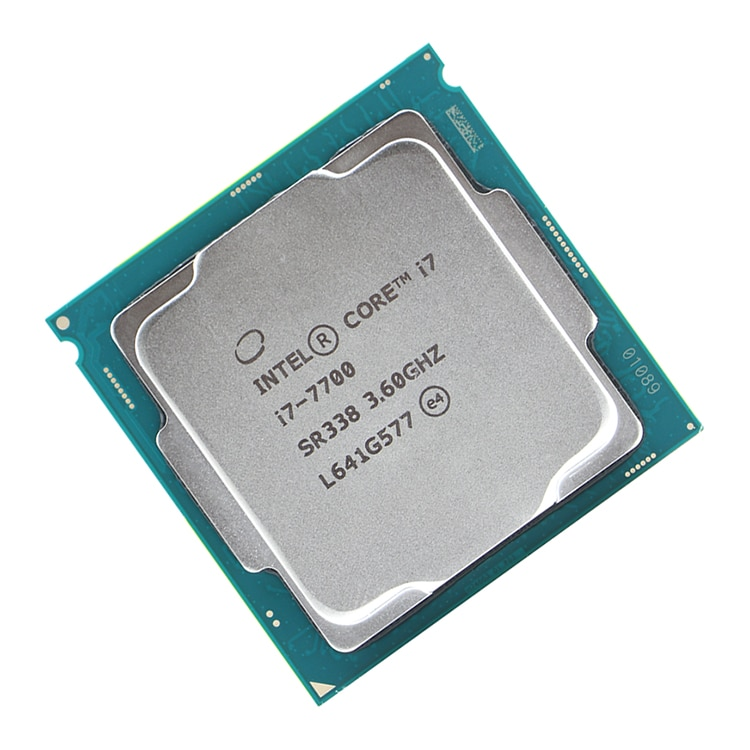 INTEL® CORE™ i7
i7-7700
SR338 3.60GHZ
L641G577 e4
01089